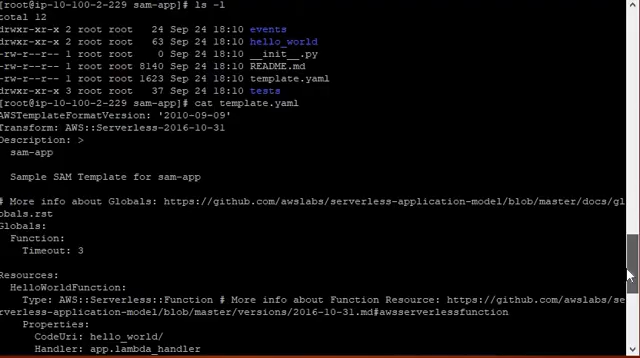 [root@ip-10-100-2-229 sam-app]# ls -l
total 12
drwxr-xr-x 2 root root   24 Sep 24 18:10 events
drwxr-xr-x 2 root root   63 Sep 24 18:10 hello_world
-rw-r--r-- 1 root root    0 Sep 24 18:10 __init__.py
-rw-r--r-- 1 root root 8140 Sep 24 18:10 README.md
-rw-r--r-- 1 root root 1623 Sep 24 18:10 template.yaml
drwxr-xr-x 3 root root   37 Sep 24 18:10 tests
[root@ip-10-100-2-229 sam-app]# cat template.yaml
AWSTemplateFormatVersion: '2010-09-09'
Transform: AWS::Serverless-2016-10-31
Description: >
  sam-app
  Sample SAM Template for sam-app
# More info about Globals: https://github.com/awslabs/serverless-application-model/blob/master/docs/gl
obals.rst
Globals:
  Function:
    Timeout: 3
Resources:
  HelloWorldFunction:
    Type: AWS::Serverless::Function # More info about Function Resource: https://github.com/awslabs/se
rverless-application-model/blob/master/versions/2016-10-31.md#awsserverlessfunction
    Properties:
      CodeUri: hello_world/
      Handler: app.lambda_handler